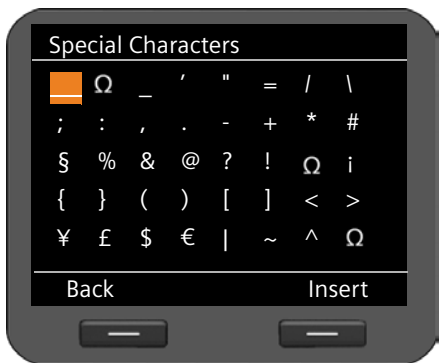 Special Characters
_ Ω _ ′ " = / \
; : , . - + * #
§ % & @ ? ! Ω ¡
{ } ( ) [ ] < >
¥ £ $ € | ~ ^ Ω
Back Insert